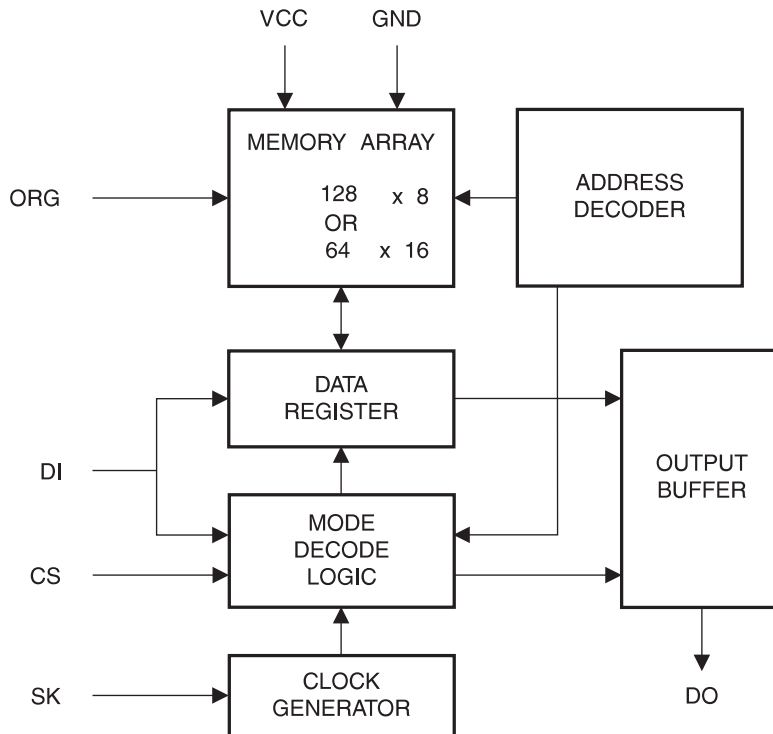 VCC GND
MEMORY ARRAY
128 x 8
OR
64 x 16
ADDRESS
DECODER
ORG
DATA
REGISTER
DI
OUTPUT
BUFFER
MODE
DECODE
LOGIC
CS
CLOCK
GENERATOR
SK
DO